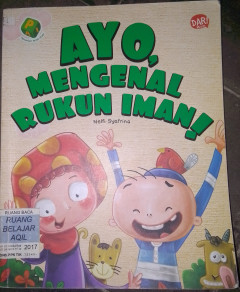 DAR!
AYO,
MENGENAL
RUKUN IMAN!
Nelfi Syafrina
RUANG BACA
RUANG
BELAJAR
AQIL
2017